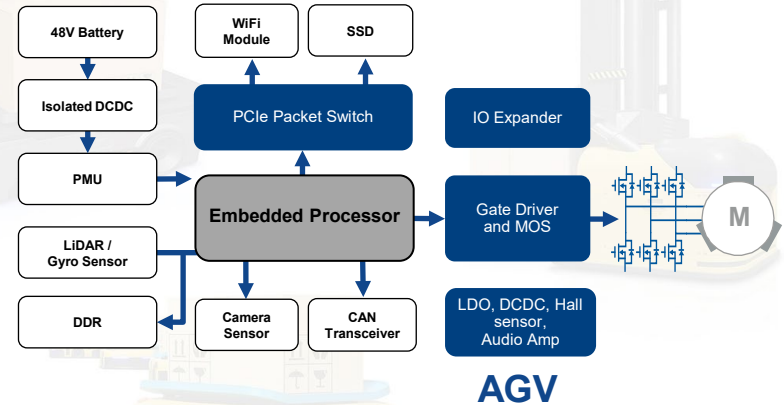 48V Battery
WiFi
Module
SSD
Isolated DCDC
PCIe Packet Switch
IO Expander
PMU
Embedded Processor
Gate Driver
and MOS
M
LiDAR /
Gyro Sensor
DDR
Camera
Sensor
CAN
Transceiver
LDO, DCDC, Hall
sensor,
Audio Amp
AGV